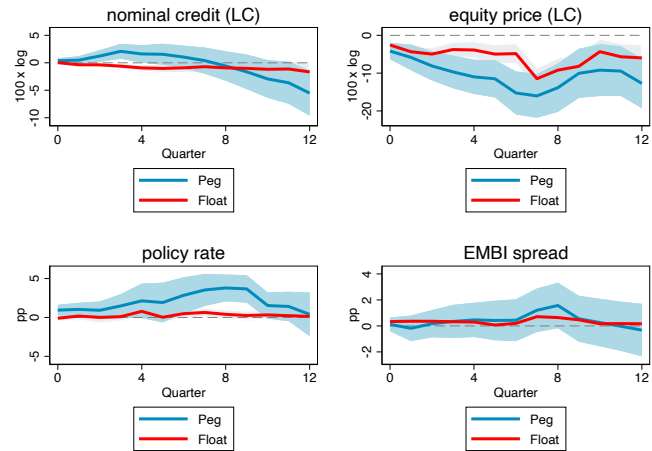 nominal credit (LC)
100 x log
5
0
-5
-10
0
4
8
12
Quarter
Peg
Float
equity price (LC)
100 x log
0
-10
-20
0
4
8
12
Quarter
Peg
Float
policy rate
pp
5
0
-5
0
4
8
12
Quarter
Peg
Float
EMBI spread
pp
4
2
0
-2
0
4
8
12
Quarter
Peg
Float